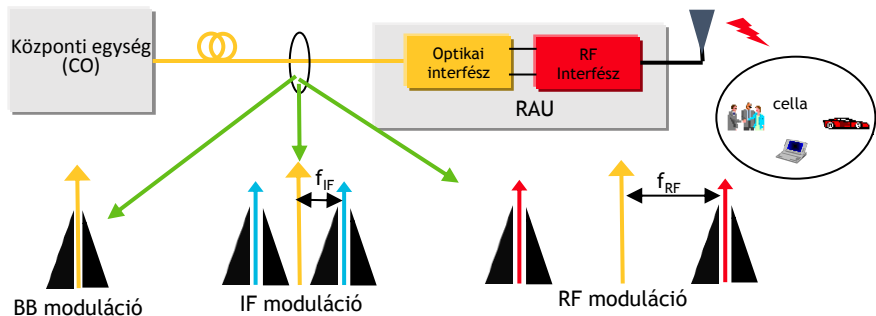 Központi egység
(CO)
Optikai
interfész
RF
Interfész
RAU
cella
fIF
fRF
BB moduláció
IF moduláció
RF moduláció